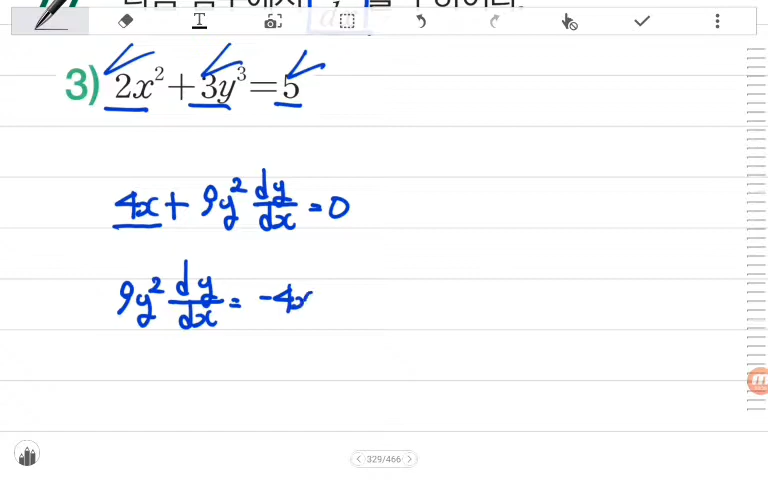 3) 2x² + 3y³ = 5
4x + 9y² dy/dx = 0
9y² dy/dx = -4x
329/466